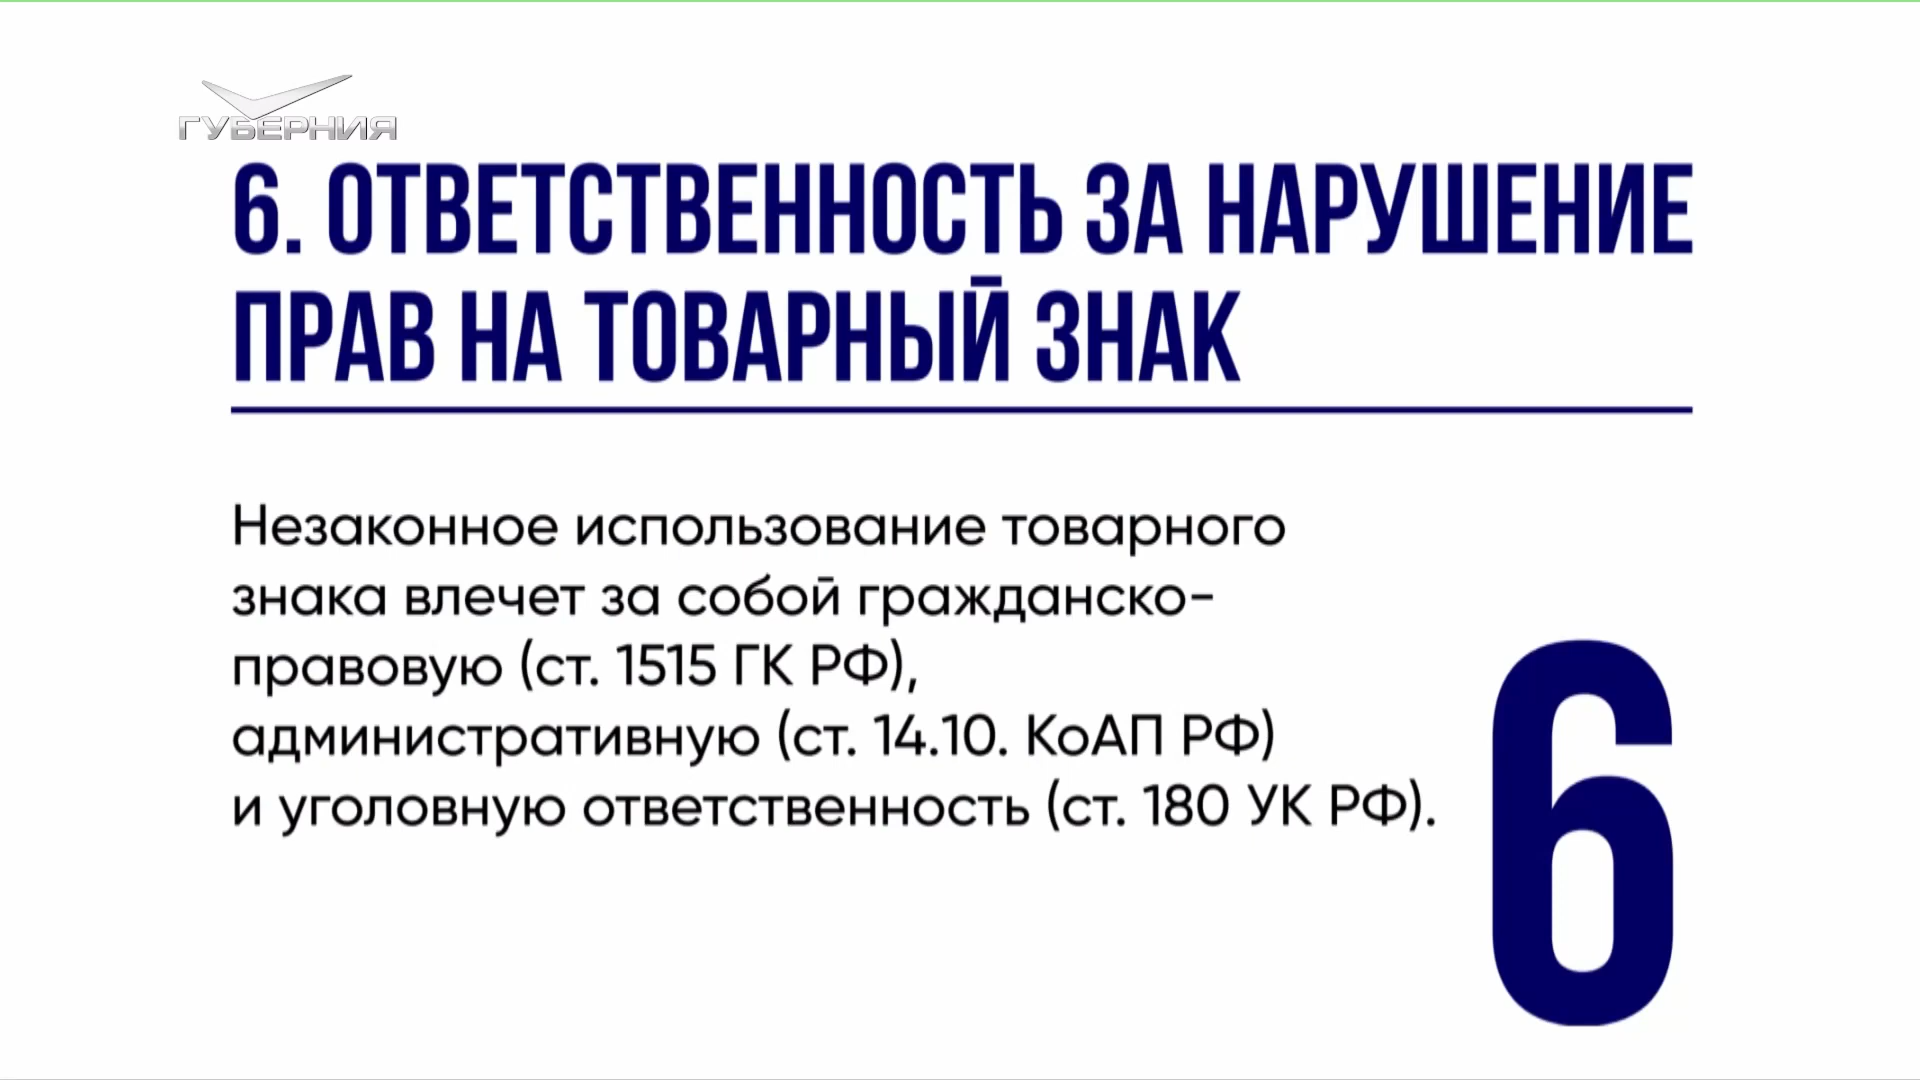 ГУБЕРНИЯ
6. ОТВЕТСТВЕННОСТЬ ЗА НАРУШЕНИЕ
ПРАВ НА ТОВАРНЫЙ ЗНАК
Незаконное использование товарного
знака влечет за собой гражданско-
правовую (ст. 1515 ГК РФ),
административную (ст. 14.10. КоАП РФ)
и уголовную ответственность (ст. 180 УК РФ).
6